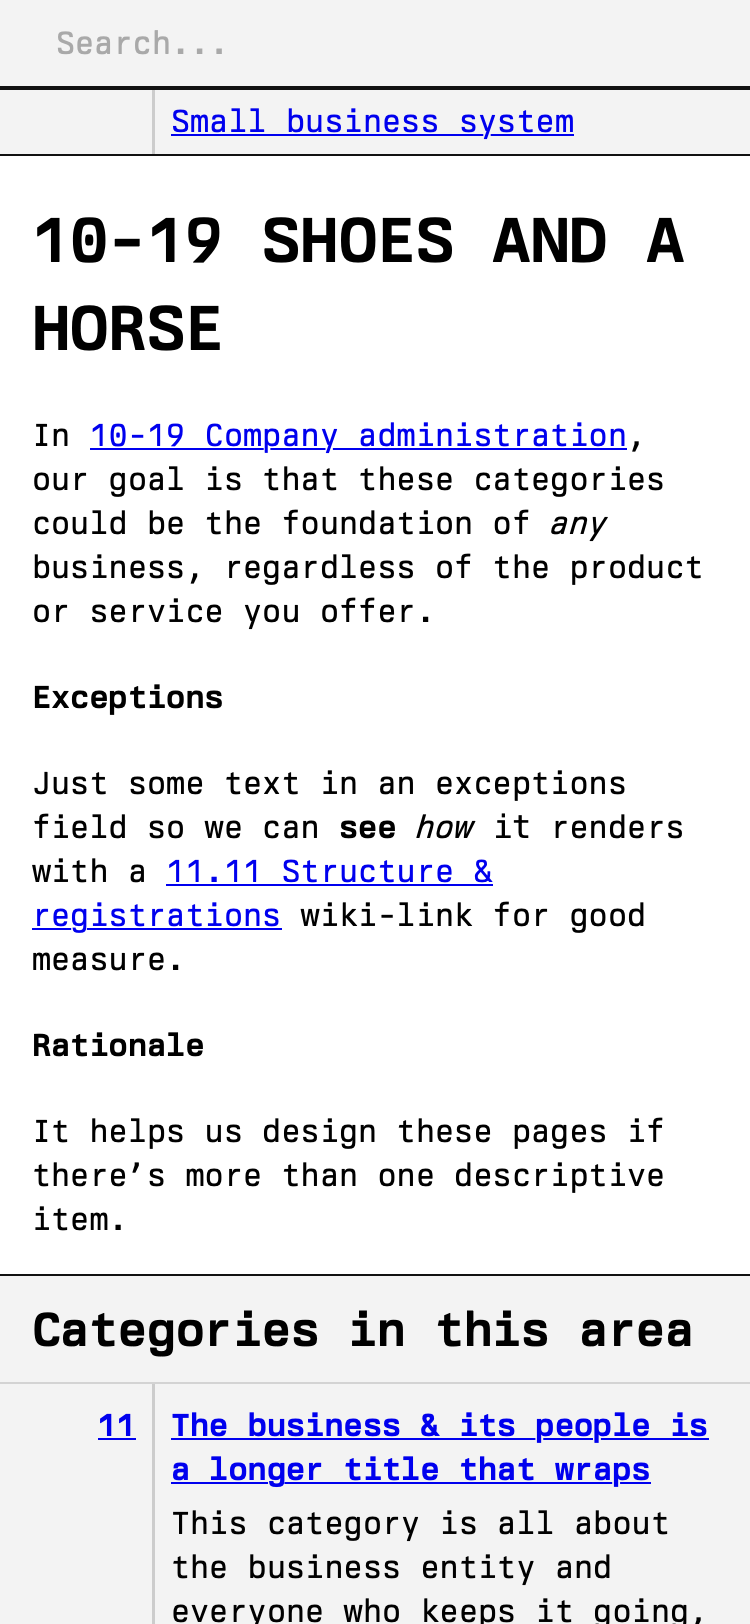 Search...
Small business system
10-19 SHOES AND A
HORSE
In 10-19 Company administration,
our goal is that these categories
could be the foundation of any
business, regardless of the product
or service you offer.
Exceptions
Just some text in an exceptions
field so we can see how it renders
with a 11.11 Structure &
registrations wiki-link for good
measure.
Rationale
It helps us design these pages if
there’s more than one descriptive
item.
Categories in this area
11 The business & its people is
a longer title that wraps
This category is all about
the business entity and
everyone who keeps it going,